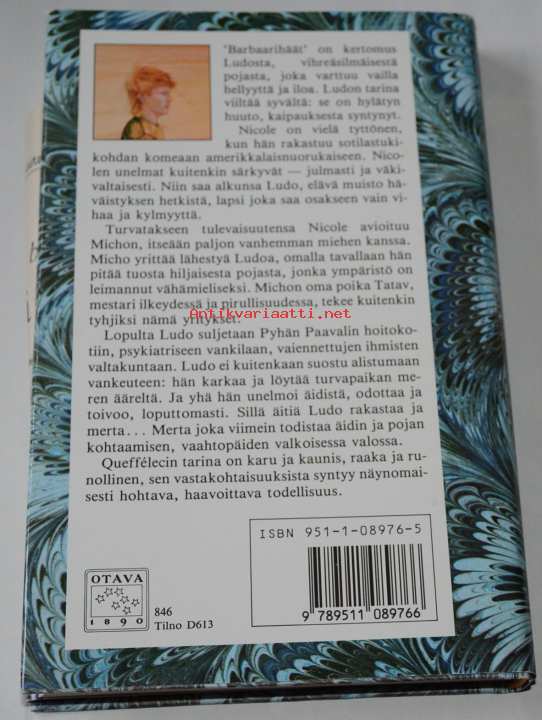 'Barbaarihäät' on kertomus
Ludosta, vihreäsilmäisestä
pojasta, joka varttuu vailla
hellyyttä ja iloa. Ludon tarina
viiltää syvältä: se on hylätyn
huuto, kaipauksesta syntynyt.
Nicole on vielä tyttönen,
kun hän rakastuu sotilastuki-
kohdan komeaan amerikkalaisnuorukaiseen. Nico-
len unelmat kuitenkin särkyvät — julmasti ja väki-
valtaisesti. Niin saa alkunsa Ludo, elävä muisto hä-
väistyksen hetkistä, lapsi joka saa osakseen vain vi-
haa ja kylmyyttä.
Turvatakseen tulevaisuutensa Nicole avioituu
Michon, itseään paljon vanhemman miehen kanssa.
Micho yrittää lähestyä Ludoa, omalla tavallaan hän
pitää tuosta hiljaisesta pojasta, jonka ympäristö on
leimannut vähämieliseksi. Michon oma poika Tatav,
mestari ilkeydessä ja pirullisuudessa, tekee kuitenkin
tyhjiksi nämä yritykset.
Antikvariaatti.net
Lopulta Ludo suljetaan Pyhän Paavalin hoitoko-
tiin, psykiatriseen vankilaan, vaiennettujen ihmisten
valtakuntaan. Ludo ei kuitenkaan suostu alistumaan
vankeuteen: hän karkaa ja löytää turvapaikan me-
ren ääreltä. Ja yhä hän unelmoi äidistä, odottaa ja
toivoo, loputtomasti. Sillä äitiä Ludo rakastaa ja
merta... Merta joka viimein todistaa äidin ja pojan
kohtaamisen, vaahtopäiden valkoisessa valossa.
Queffélecin tarina on karu ja kaunis, raaka ja ru-
nollinen, sen vastakohtaisuuksista syntyy näynomai-
sesti hohtava, haavoittava todellisuus.
ISBN 951-1-08976-5
OTAVA
1890
846
Tilno D613
9 789511 089766